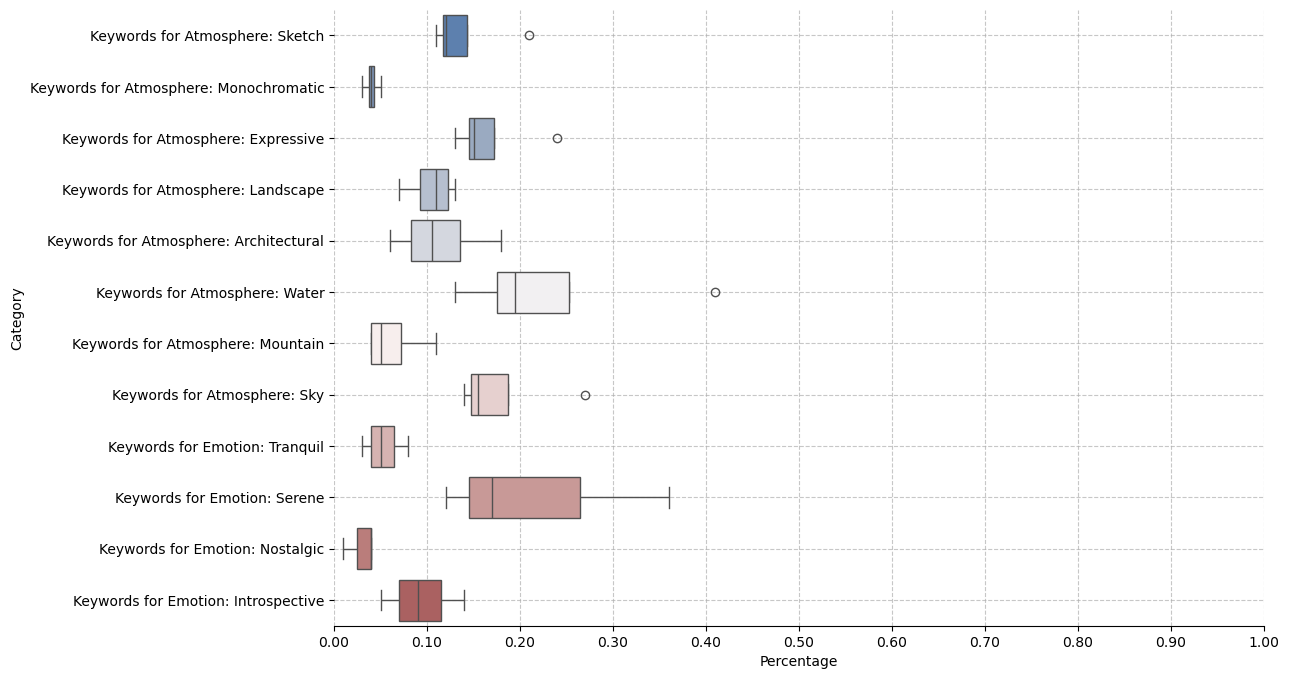 Category
Keywords for Atmosphere: Sketch
Keywords for Atmosphere: Monochromatic
Keywords for Atmosphere: Expressive
Keywords for Atmosphere: Landscape
Keywords for Atmosphere: Architectural
Keywords for Atmosphere: Water
Keywords for Atmosphere: Mountain
Keywords for Atmosphere: Sky
Keywords for Emotion: Tranquil
Keywords for Emotion: Serene
Keywords for Emotion: Nostalgic
Keywords for Emotion: Introspective
0.00 0.10 0.20 0.30 0.40 0.50 0.60 0.70 0.80 0.90 1.00
Percentage